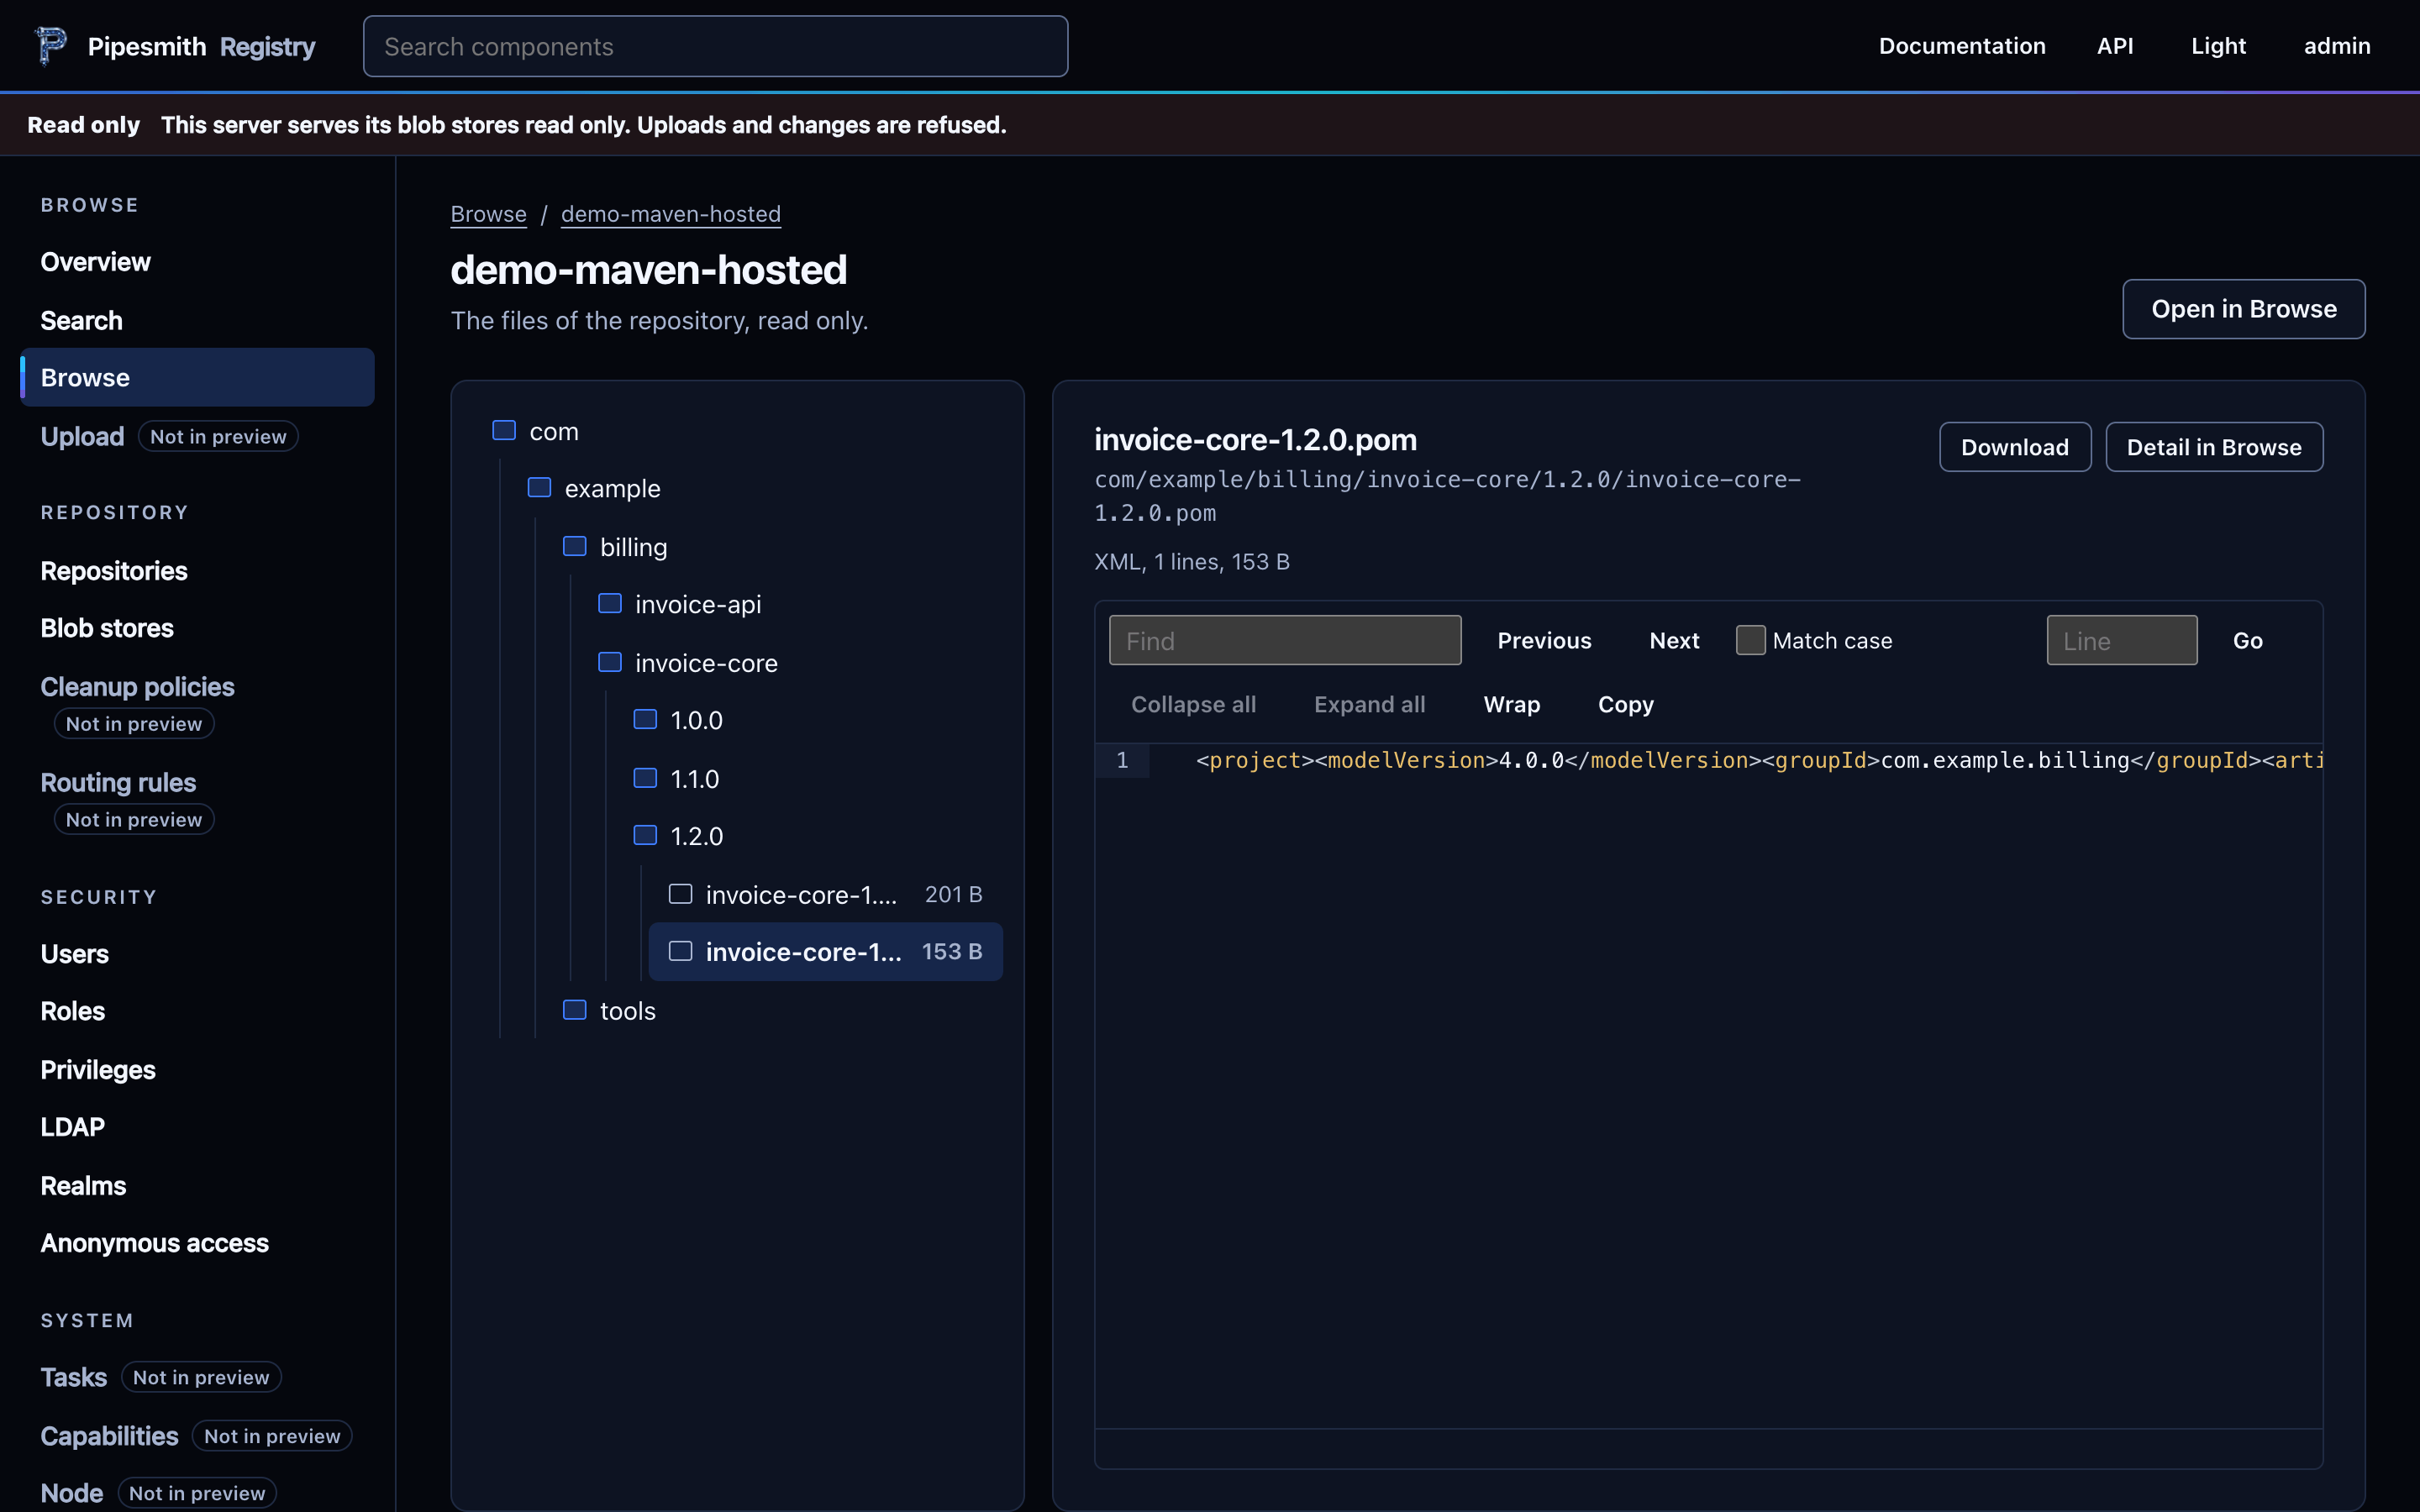 Pipesmith Registry
Search components
Documentation
API
Light
admin
Read only This server serves its blob stores read only. Uploads and changes are refused.
BROWSE
Overview
Search
Browse
Upload Not in preview
REPOSITORY
Repositories
Blob stores
Cleanup policies
Not in preview
Routing rules
Not in preview
SECURITY
Users
Roles
Privileges
LDAP
Realms
Anonymous access
SYSTEM
Tasks Not in preview
Capabilities Not in preview
Node Not in preview
Browse / demo-maven-hosted
demo-maven-hosted
The files of the repository, read only.
Open in Browse
com
example
billing
invoice-api
invoice-core
1.0.0
1.1.0
1.2.0
invoice-core-1.... 201 B
invoice-core-1... 153 B
tools
invoice-core-1.2.0.pom
Download
Detail in Browse
com/example/billing/invoice-core/1.2.0/invoice-core-
1.2.0.pom
XML, 1 lines, 153 B
Find
Previous
Next
Match case
Line
Go
Collapse all
Expand all
Wrap
Copy
1 <project><modelVersion>4.0.0</modelVersion><groupId>com.example.billing</groupId><arti